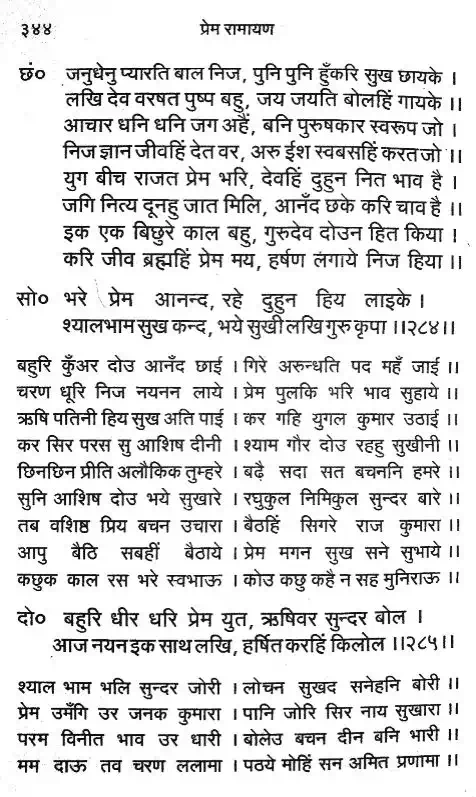 ३४४ प्रेम रामायण
छं० जनुधेनु प्यारति बाल निज, पुनि पुनि हुँकरि सुख छायके ।
लखि देव वरषत पुष्प बहु, जय जयति बोलहिं गायके ।।
आचार धनि धनि जग अहैं, बनि पुरुषकार स्वरूप जो ।
निज ज्ञान जीवहिं देत वर, अरु ईश स्वबसहिं करत जो ।।
युग बीच राजत प्रेम भरि, देवहिं दुहुन नित भाव है ।
जगि नित्य दूनहु जात मिलि, आनँद छके करि चाव है ।।
इक एक बिछुरे काल बहु, गुरुदेव दोउन हित किया ।
करि जीव ब्रह्महिं प्रेम मय, हर्षण लगाये निज हिया ।।
सो० भरे प्रेम आनन्द, रहे दुहुन हिय लाइके ।
श्यालभाम सुख कन्द, भये सुखी लखि गुरु कृपा ।।२८४।।
बहुरि कुँअर दोउ आनँद छाई । गिरे अरुन्धति पद महँ जाई ।।
चरण धूरि निज नयनन लाये । प्रेम पुलकि भरि भाव सुहाये ।।
ऋषि पतिनी हिय सुख अति पाई । कर गहि युगल कुमार उठाई ।।
कर सिर परस सु आशिष दीनी । श्याम गौर दोउ रहहु सुखीनी ।।
छिनछिन प्रीति अलौकिक तुम्हरे । बढ़ै सदा सत बचननि हमरे ।।
सुनि आशिष दोउ भये सुखारे । रघुकुल निमिकुल सुन्दर बारे ।।
तब वशिष्ठ प्रिय बचन उचारा । बैठहिं सिगरे राज कुमारा ।।
आपु बैठि सबहीं बैठाये । प्रेम मगन सुख सने सुभाये ।।
कछुक काल रस भरे स्वभाऊ । कोउ कछु कहै न सह मुनिराऊ ।।
दो० बहुरि धीर धरि प्रेम युत, ऋषिवर सुन्दर बोल ।
आज नयन इक साथ लखि, हर्षित करहिं किलोल ।।२८५।।
श्याल भाम भलि सुन्दर जोरी । लोचन सुखद सनेहनि बोरी ।।
प्रेम उमँगि उर जनक कुमारा । पानि जोरि सिर नाय सुखारा ।।
परम विनीत भाव उर धारी । बोलेउ बचन दीन बनि भारी ।।
मम दाऊ तव चरण ललामा । पठये मोहिं सन अमित प्रणामा ।।